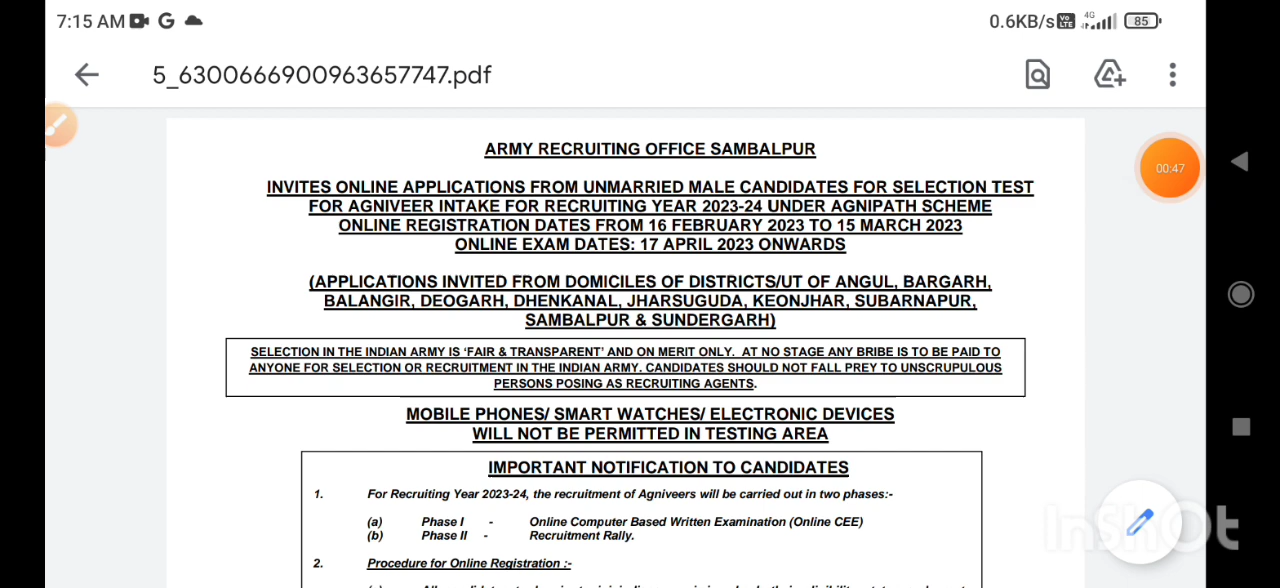 7:15 AM G 0.6KB/s Vo LTE 4G 85
5_6300666900963657747.pdf
ARMY RECRUITING OFFICE SAMBALPUR
00:47
INVITES ONLINE APPLICATIONS FROM UNMARRIED MALE CANDIDATES FOR SELECTION TEST
FOR AGNIVEER INTAKE FOR RECRUITING YEAR 2023-24 UNDER AGNIPATH SCHEME
ONLINE REGISTRATION DATES FROM 16 FEBRUARY 2023 TO 15 MARCH 2023
ONLINE EXAM DATES: 17 APRIL 2023 ONWARDS
(APPLICATIONS INVITED FROM DOMICILES OF DISTRICTS/UT OF ANGUL, BARGARH,
BALANGIR, DEOGARH, DHENKANAL, JHARSUGUDA, KEONJHAR, SUBARNAPUR,
SAMBALPUR & SUNDERGARH)
SELECTION IN THE INDIAN ARMY IS ‘FAIR & TRANSPARENT’ AND ON MERIT ONLY. AT NO STAGE ANY BRIBE IS TO BE PAID TO
ANYONE FOR SELECTION OR RECRUITMENT IN THE INDIAN ARMY. CANDIDATES SHOULD NOT FALL PREY TO UNSCRUPULOUS
PERSONS POSING AS RECRUITING AGENTS.
MOBILE PHONES/ SMART WATCHES/ ELECTRONIC DEVICES
WILL NOT BE PERMITTED IN TESTING AREA
IMPORTANT NOTIFICATION TO CANDIDATES
1. For Recruiting Year 2023-24, the recruitment of Agniveers will be carried out in two phases:-
(a) Phase I - Online Computer Based Written Examination (Online CEE)
(b) Phase II - Recruitment Rally.
InShOt
2. Procedure for Online Registration :-